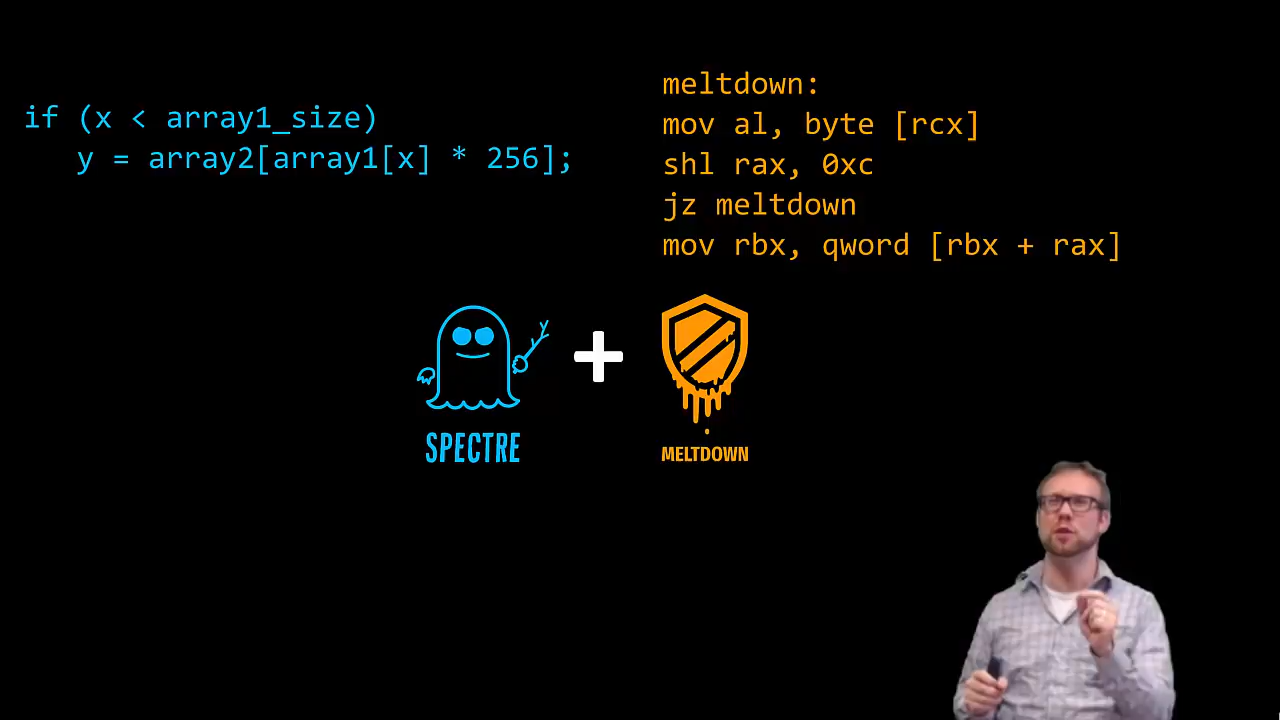 if (x < array1_size)
y = array2[array1[x] * 256];
meltdown:
mov al, byte [rcx]
shl rax, 0xc
jz meltdown
mov rbx, qword [rbx + rax]
SPECTRE
MELTDOWN